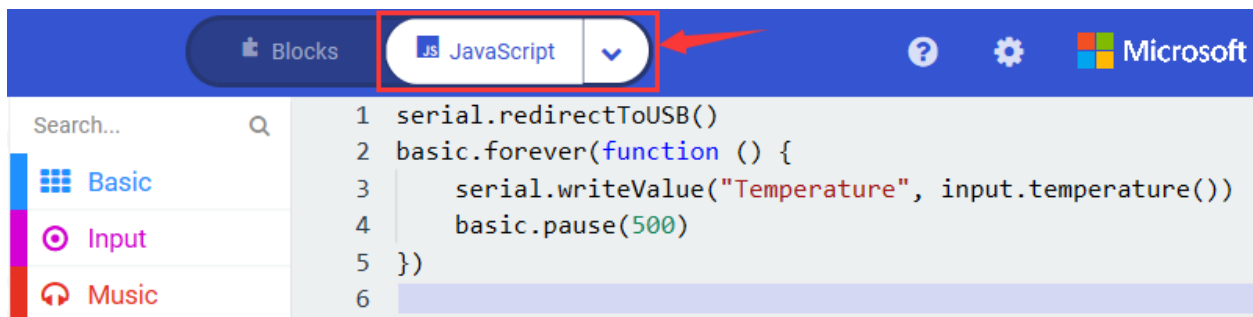 Blocks
JS JavaScript
Microsoft
Search...
Basic
Input
Music
1 serial.redirectToUSB()
2 basic.forever(function () {
3     serial.writeValue("Temperature", input.temperature())
4     basic.pause(500)
5 })
6